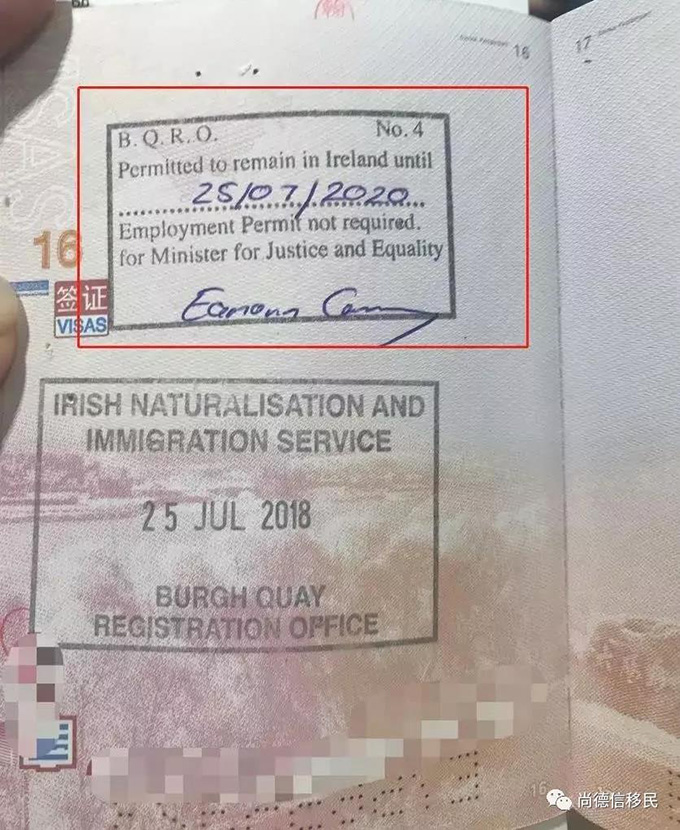 16
17
B.Q.R.O. No.4
Permitted to remain in Ireland until
25/07/2020
Employment Permit not required.
for Minister for Justice and Equality
16
签证
VISAS
IRISH NATURALISATION AND
IMMIGRATION SERVICE
25 JUL 2018
BURGH QUAY
REGISTRATION OFFICE
16
尚德信移民